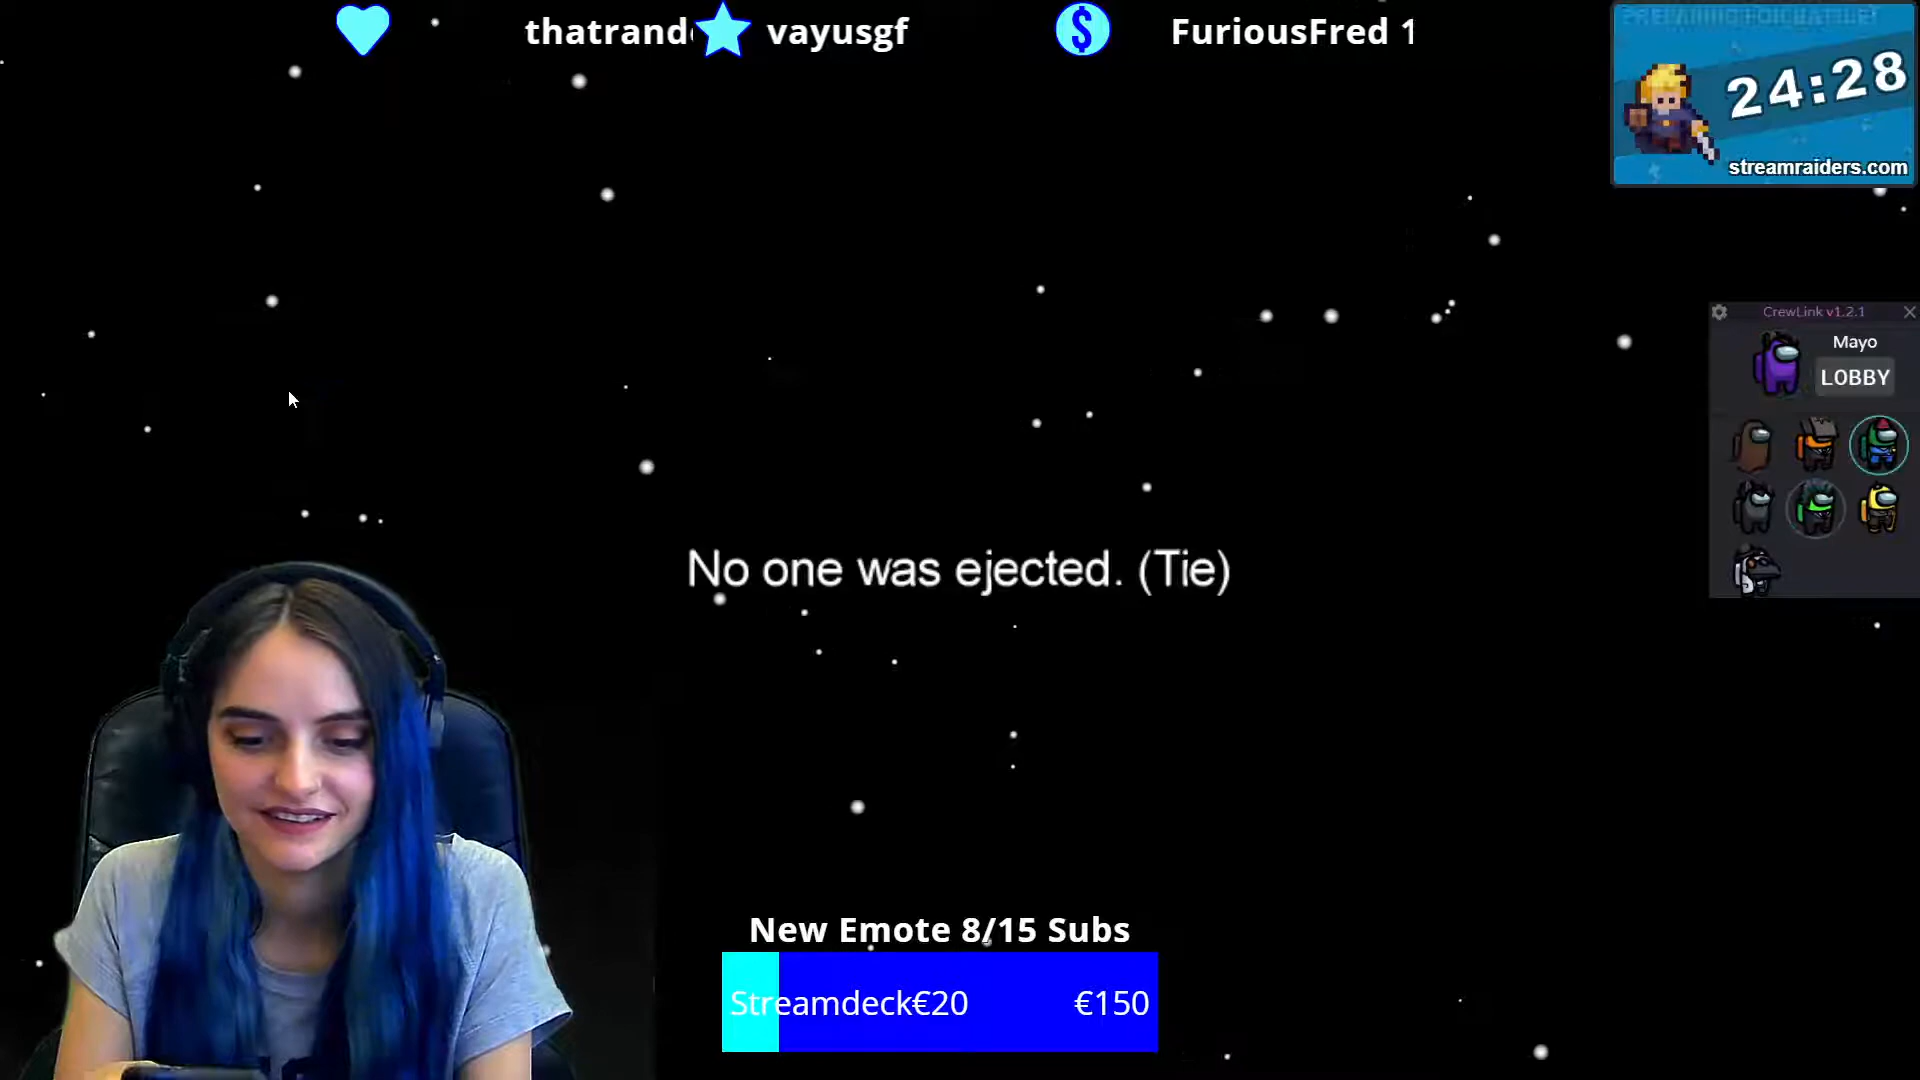 thatrand
vayusgf
FuriousFred 1
24:28
streamraiders.com
CrewLink v1.2.1
Mayo
LOBBY
No one was ejected. (Tie)
New Emote 8/15 Subs
Streamdeck€20 €150